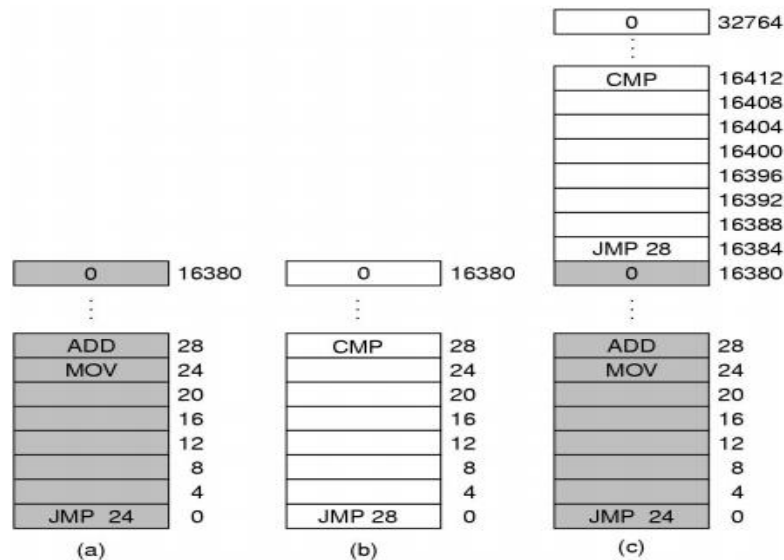 0 32764
CMP 16412
16408
16404
16400
16396
16392
16388
JMP 28 16384
0 16380 0 16380 0 16380
ADD 28 CMP 28 ADD 28
MOV 24 24 MOV 24
20 20 20
16 16 16
12 12 12
8 8 8
4 4 4
JMP 24 0 JMP 28 0 JMP 24 0
(a) (b) (c)